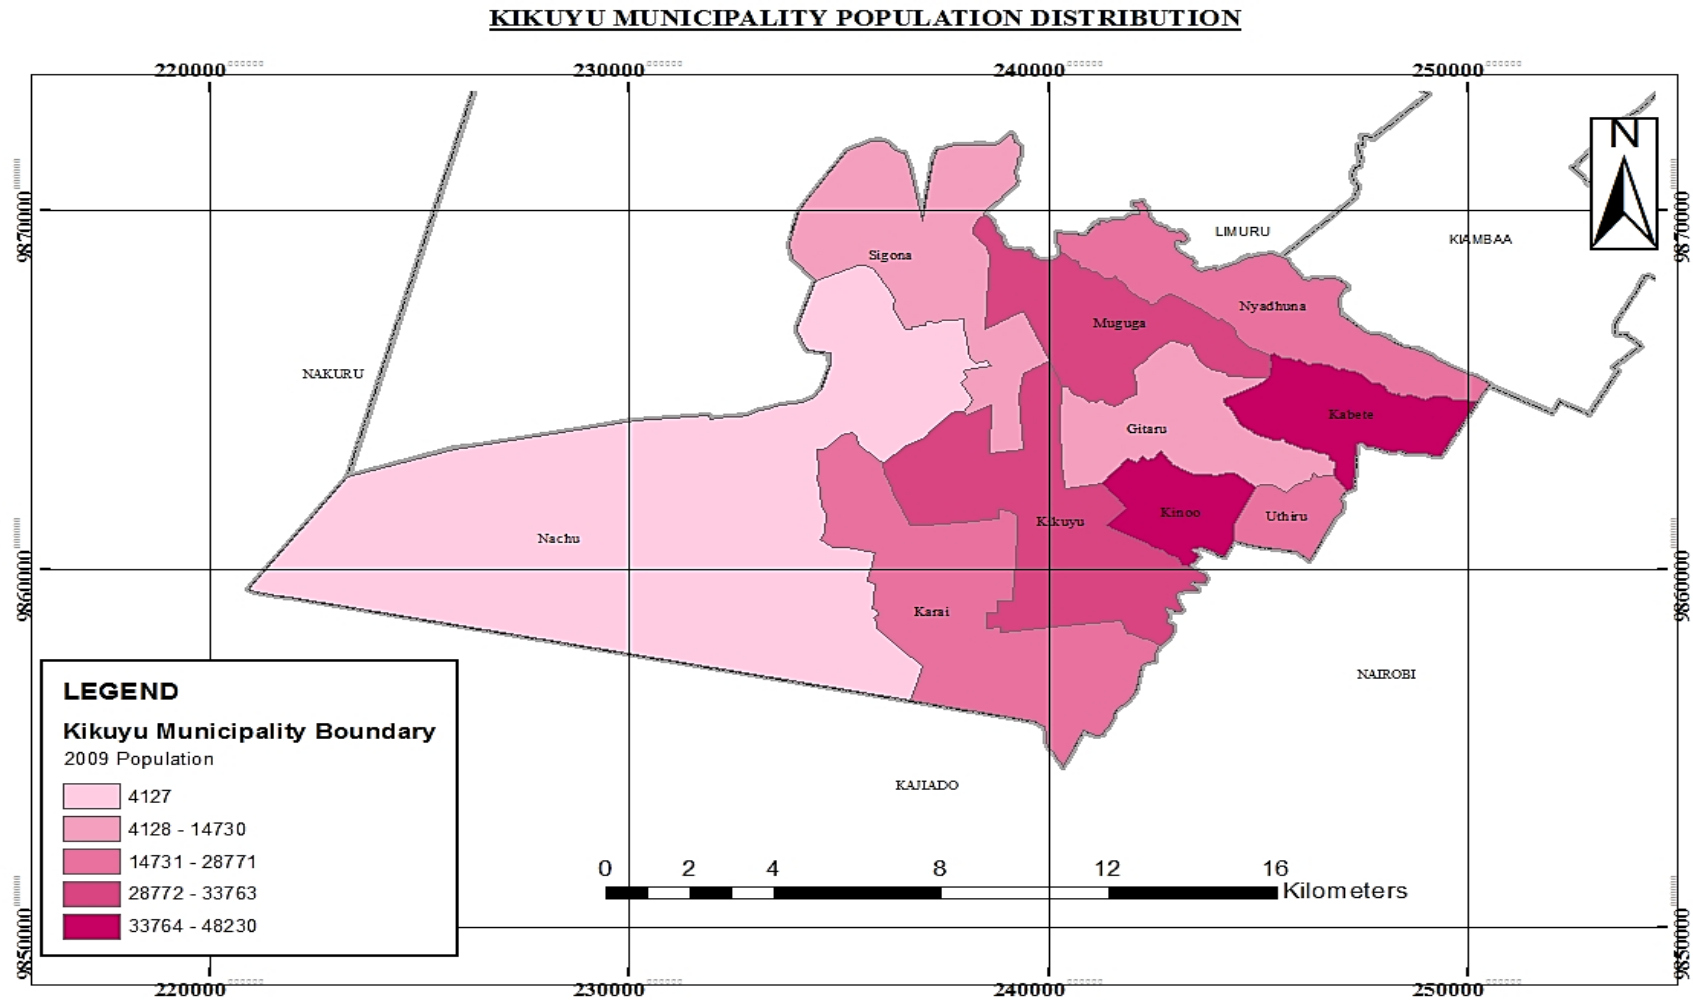 KIKUYU MUNICIPALITY POPULATION DISTRIBUTION
220000 230000 240000 250000
N
9870000 9870000
LIMURU
KIAMBAA
Sigona
Nyadhuna
Muguga
NAKURU
Kabete
Gitaru
Kinoo
Uthiru
Kikuyu
Nachu
9860000 9860000
Karai
NAIROBI
LEGEND
Kikuyu Municipality Boundary
2009 Population
4127
4128 - 14730
14731 - 28771
28772 - 33763
33764 - 48230
KAJIADO
0 2 4 8 12 16
Kilometers
9850000 9850000
220000 230000 240000 250000